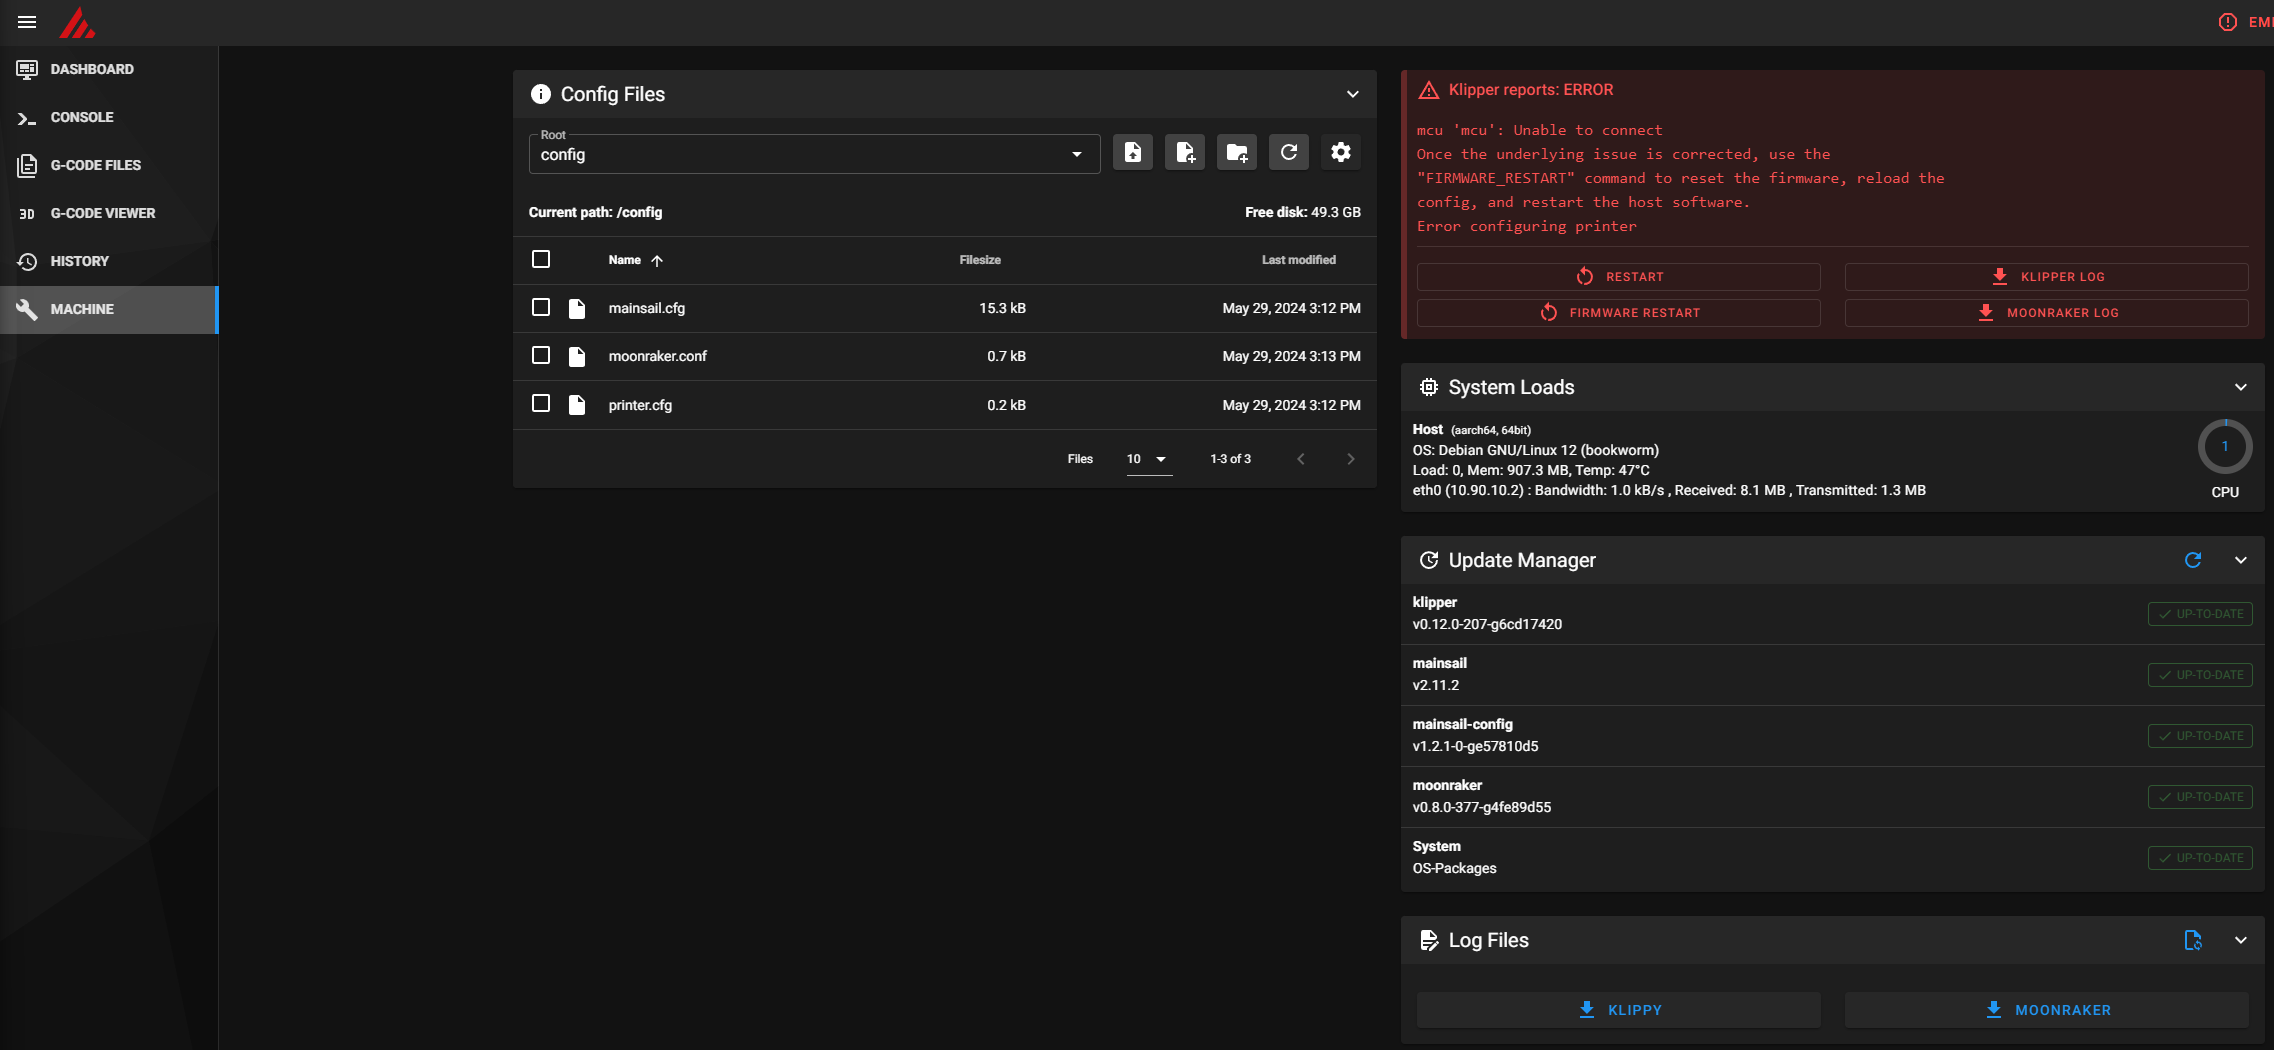 EM
DASHBOARD
CONSOLE
G-CODE FILES
3D G-CODE VIEWER
HISTORY
MACHINE
Config Files
Root
config
Current path: /config Free disk: 49.3 GB
Name Filesize Last modified
mainsail.cfg 15.3 kB May 29, 2024 3:12 PM
moonraker.conf 0.7 kB May 29, 2024 3:13 PM
printer.cfg 0.2 kB May 29, 2024 3:12 PM
Files 10 1-3 of 3
Klipper reports: ERROR
mcu 'mcu': Unable to connect
Once the underlying issue is corrected, use the
"FIRMWARE_RESTART" command to reset the firmware, reload the
config, and restart the host software.
Error configuring printer
RESTART KLIPPER LOG
FIRMWARE RESTART MOONRAKER LOG
System Loads
Host (aarch64, 64bit)
OS: Debian GNU/Linux 12 (bookworm)
Load: 0, Mem: 907.3 MB, Temp: 47°C
eth0 (10.90.10.2) : Bandwidth: 1.0 kB/s , Received: 8.1 MB , Transmitted: 1.3 MB
1
CPU
Update Manager
klipper
v0.12.0-207-g6cd17420
UP-TO-DATE
mainsail
v2.11.2
UP-TO-DATE
mainsail-config
v1.2.1-0-ge57810d5
UP-TO-DATE
moonraker
v0.8.0-377-g4fe89d55
UP-TO-DATE
System
OS-Packages
UP-TO-DATE
Log Files
KLIPPY MOONRAKER